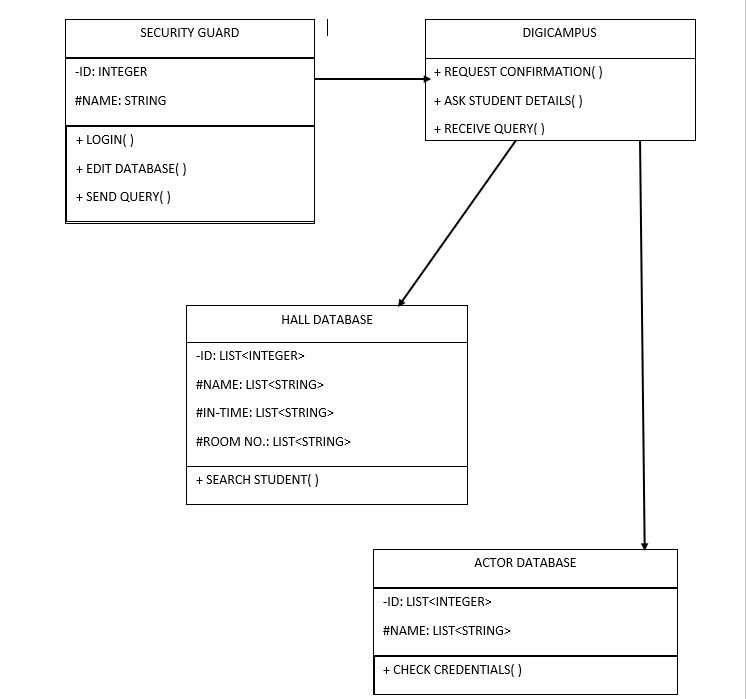 SECURITY GUARD
-ID: INTEGER
#NAME: STRING
+ LOGIN( )
+ EDIT DATABASE( )
+ SEND QUERY( )
DIGICAMPUS
+ REQUEST CONFIRMATION( )
+ ASK STUDENT DETAILS( )
+ RECEIVE QUERY( )
HALL DATABASE
-ID: LIST<INTEGER>
#NAME: LIST<STRING>
#IN-TIME: LIST<STRING>
#ROOM NO.: LIST<STRING>
+ SEARCH STUDENT( )
ACTOR DATABASE
-ID: LIST<INTEGER>
#NAME: LIST<STRING>
+ CHECK CREDENTIALS( )